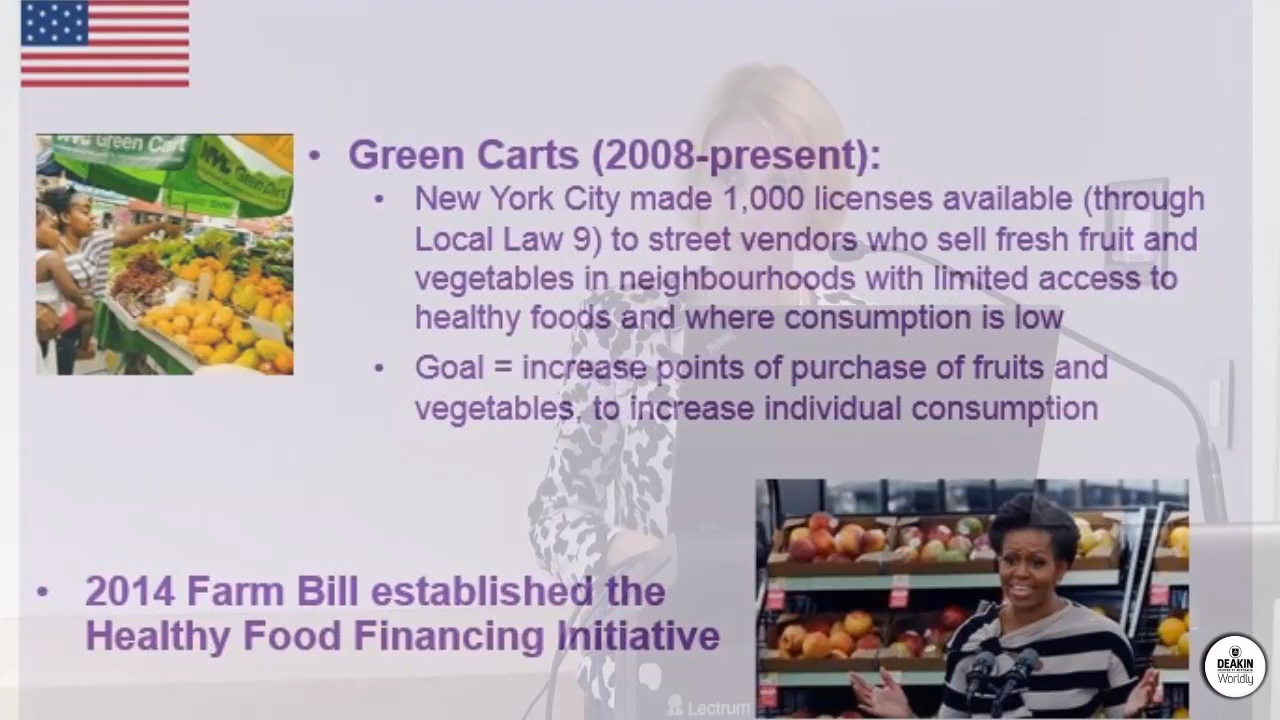 NYC Green Cart
NYC Green Cart
• Green Carts (2008-present):
• New York City made 1,000 licenses available (through
Local Law 9) to street vendors who sell fresh fruit and
vegetables in neighbourhoods with limited access to
healthy foods and where consumption is low
• Goal = increase points of purchase of fruits and
vegetables, to increase individual consumption
• 2014 Farm Bill established the
Healthy Food Financing Initiative
Lectrum
DEAKIN
Worldly